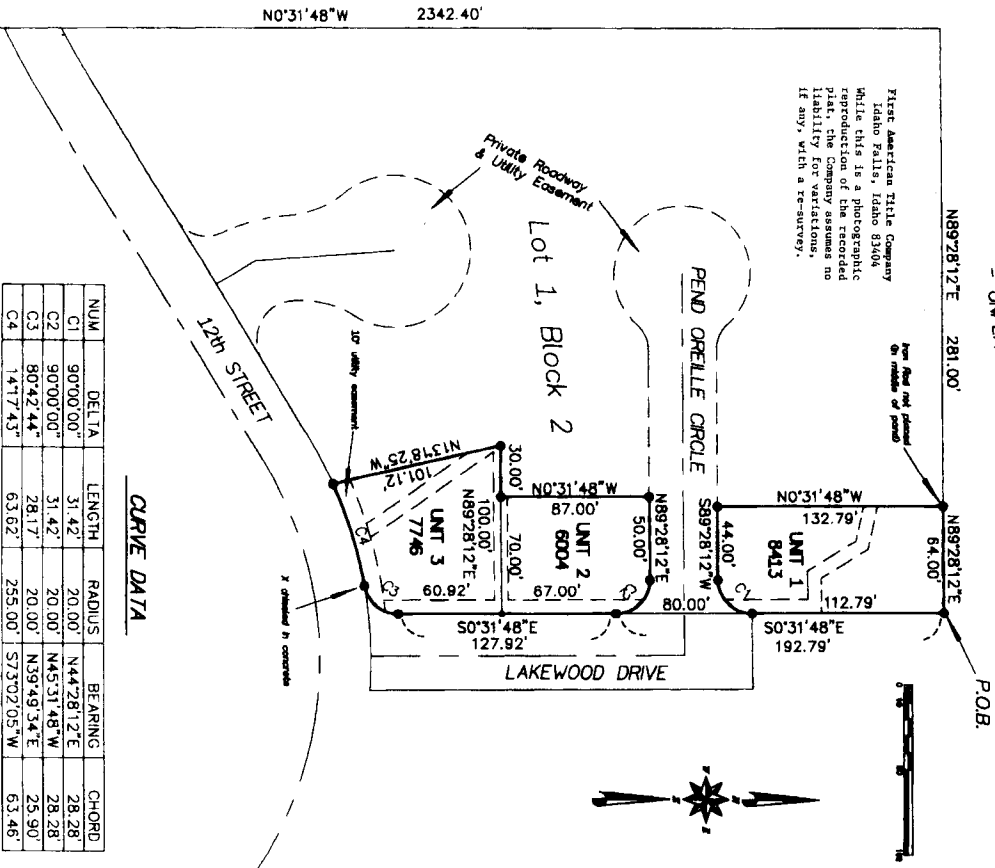 N0°31'48"W 2342.40'
First American Title Company
Idaho Falls, Idaho 83404
While this is a photographic
reproduction of the recorded
plat, the Company assumes no
liability for variations,
if any, with a re-survey.
N89°28'12"E 281.00'
Iron Rod not placed
(in middle of pond)
P.O.B.
N89°28'12"E
64.00'
N0°31'48"W
132.79'
UNIT 1
8413
112.79'
S0°31'48"E
192.79'
S89°28'12"W
44.00'
C1
80.00'
PEND OREILLE CIRCLE
Private Roadway
& Utility Easement
Lot 1, Block 2
N89°28'12"E
50.00'
C2
N0°31'48"W
87.00'
UNIT 2
6004
67.00'
30.00'
70.00'
100.00'
N89°28'12"E
S0°31'48"E
127.92'
LAKEWOOD DRIVE
N13°18'25"W
101.12'
UNIT 3
7746
60.92'
C3
C4
10' utility easement
12th STREET
X chiseled in concrete
CURVE DATA
NUM DELTA LENGTH RADIUS BEARING CHORD
C1 90°00'00" 31.42' 20.00' N44°28'12"E 28.28'
C2 90°00'00" 31.42' 20.00' N45°31'48"W 28.28'
C3 80°42'44" 28.17' 20.00' N39°49'34"E 25.90'
C4 14°17'43" 63.62' 255.00' S73°02'05"W 63.46'